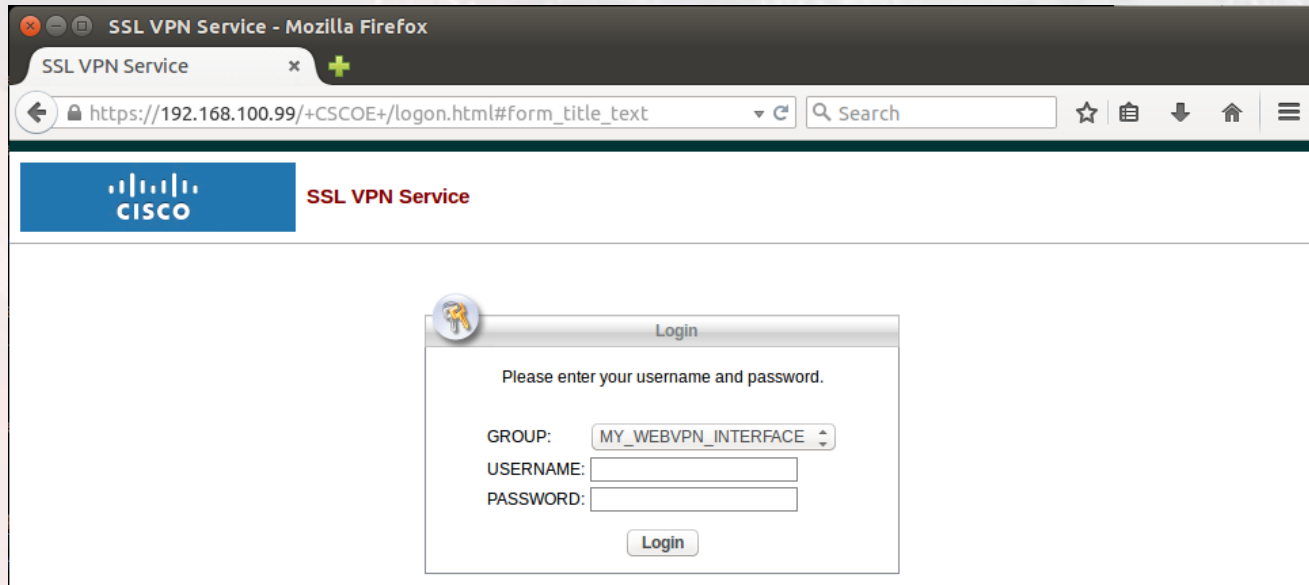 SSL VPN Service - Mozilla Firefox
SSL VPN Service
https://192.168.100.99/+CSCOE+/logon.html#form_title_text
Search
CISCO
SSL VPN Service
Login
Please enter your username and password.
GROUP: MY_WEBVPN_INTERFACE
USERNAME:
PASSWORD:
Login